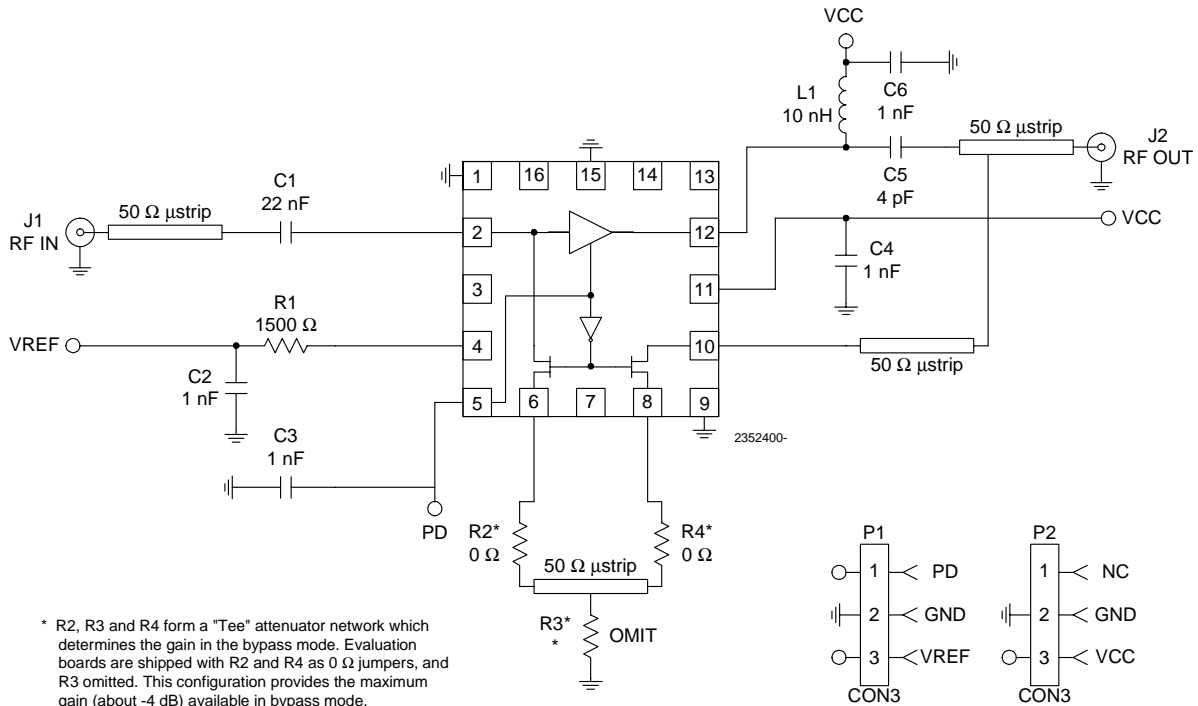 VCC
C6
1 nF
L1
10 nH
50 Ω µstrip
J2
RF OUT
C5
4 pF
1
16
15
14
13
C1
22 nF
J1
RF IN
50 Ω µstrip
2
12
VCC
C4
1 nF
3
11
R1
1500 Ω
VREF
4
10
50 Ω µstrip
C2
1 nF
5
6
7
8
9
2352400-
C3
1 nF
PD
R2*
0 Ω
R4*
0 Ω
50 Ω µstrip
R3*
*
OMIT
P1
1
PD
2
GND
3
VREF
CON3
P2
1
NC
2
GND
3
VCC
CON3
* R2, R3 and R4 form a "Tee" attenuator network which
determines the gain in the bypass mode. Evaluation
boards are shipped with R2 and R4 as 0 Ω jumpers, and
R3 omitted. This configuration provides the maximum
gain (about -4 dB) available in bypass mode.